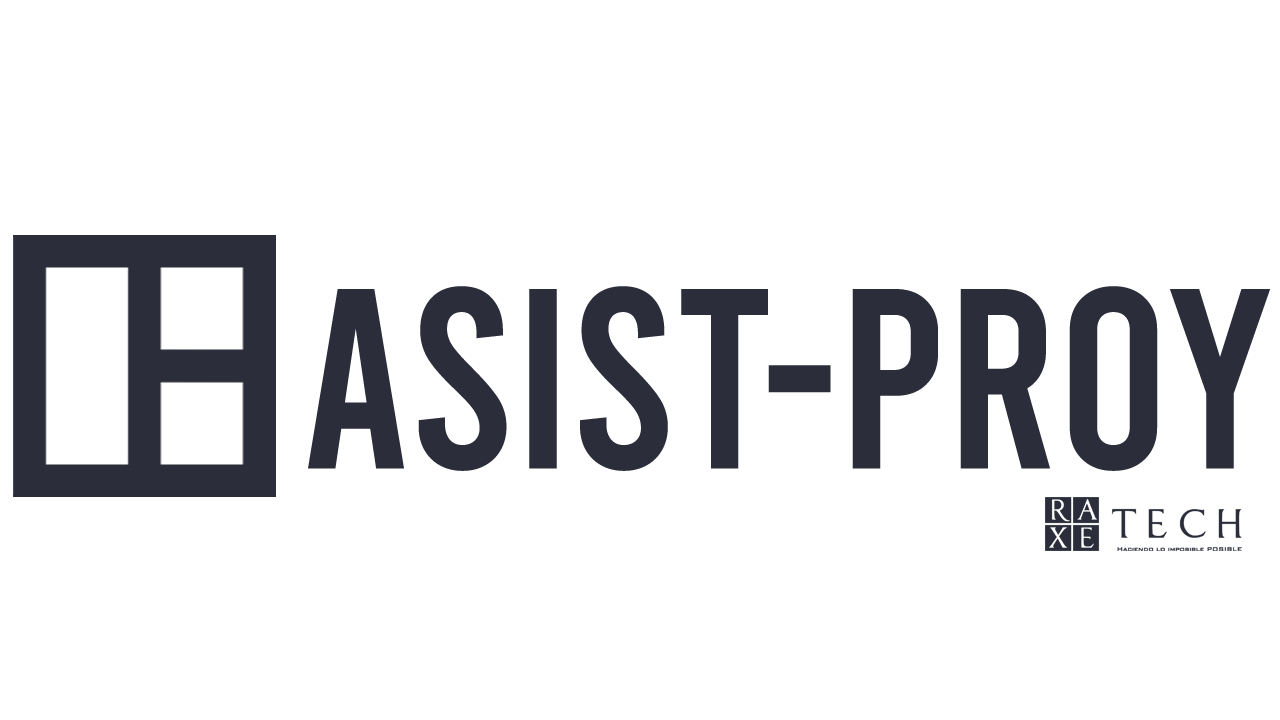 ASIST-PROY
RA
XE
TECH
HACIENDO LO IMPOSIBLE POSIBLE